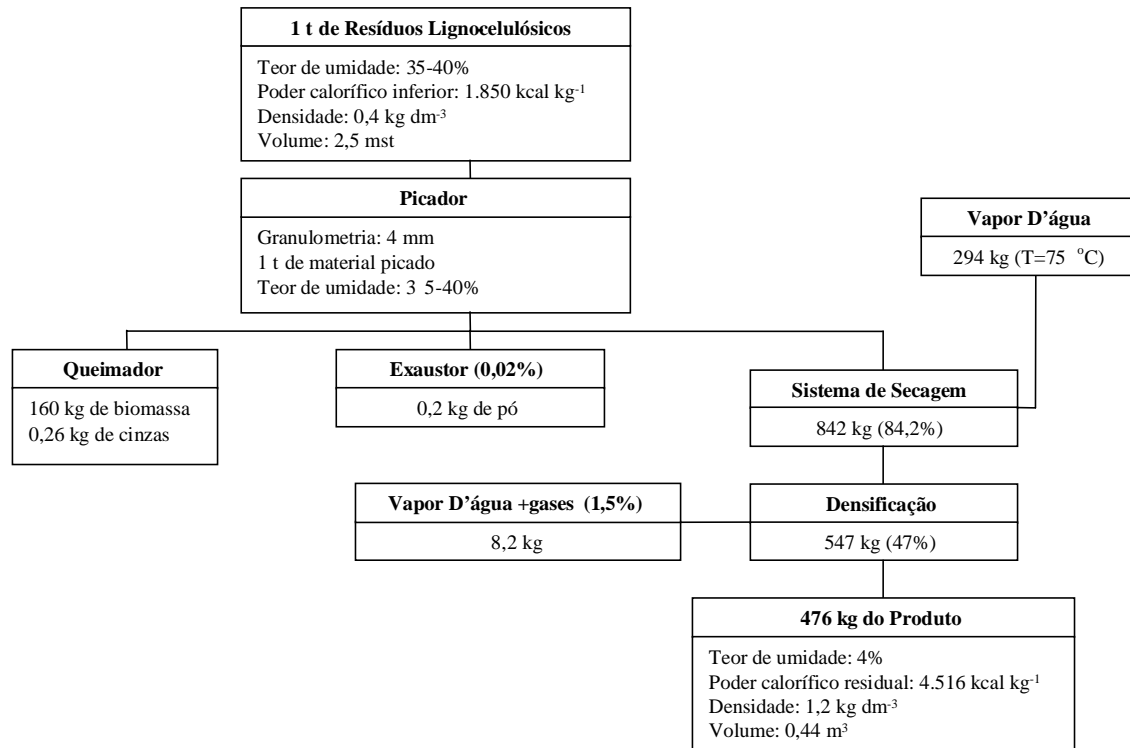 1 t de Resíduos Lignocelulósicos
Teor de umidade: 35-40%
Poder calorífico inferior: 1.850 kcal kg-1
Densidade: 0,4 kg dm-3
Volume: 2,5 mst
Picador
Granulometria: 4 mm
1 t de material picado
Teor de umidade: 3 5-40%
Vapor D’água
294 kg (T=75 oC)
Queimador
160 kg de biomassa
0,26 kg de cinzas
Exaustor (0,02%)
0,2 kg de pó
Sistema de Secagem
842 kg (84,2%)
Vapor D’água +gases (1,5%)
8,2 kg
Densificação
547 kg (47%)
476 kg do Produto
Teor de umidade: 4%
Poder calorífico residual: 4.516 kcal kg-1
Densidade: 1,2 kg dm-3
Volume: 0,44 m3